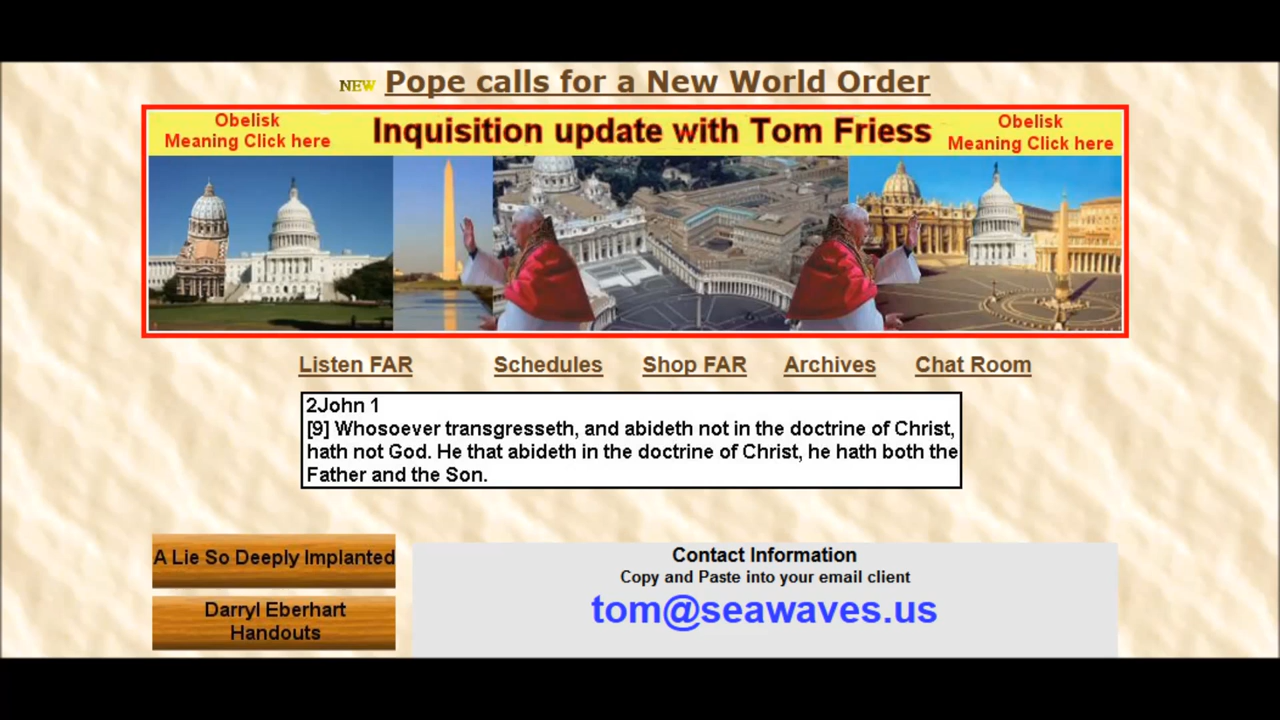 NEW Pope calls for a New World Order
Obelisk
Meaning Click here
Inquisition update with Tom Friess
Obelisk
Meaning Click here
Listen FAR
Schedules
Shop FAR
Archives
Chat Room
2John 1
[9] Whosoever transgresseth, and abideth not in the doctrine of Christ,
hath not God. He that abideth in the doctrine of Christ, he hath both the
Father and the Son.
A Lie So Deeply Implanted
Darryl Eberhart
Handouts
Contact Information
Copy and Paste into your email client
tom@seawaves.us